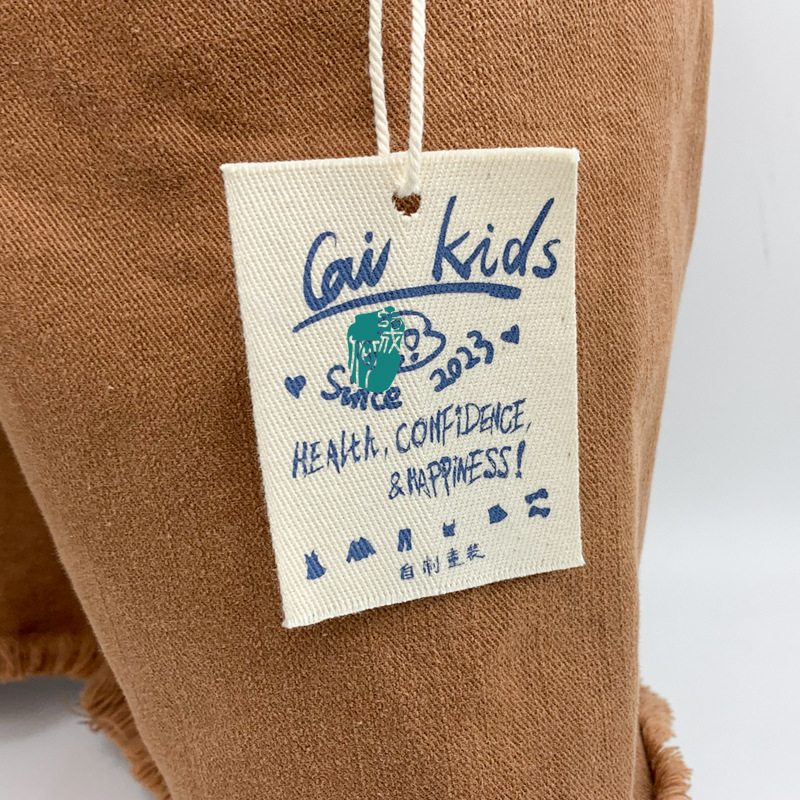 Cai kids
Since 2023
HEALth, CONFiDENCE,
&HAPPiNESS!
自制童装